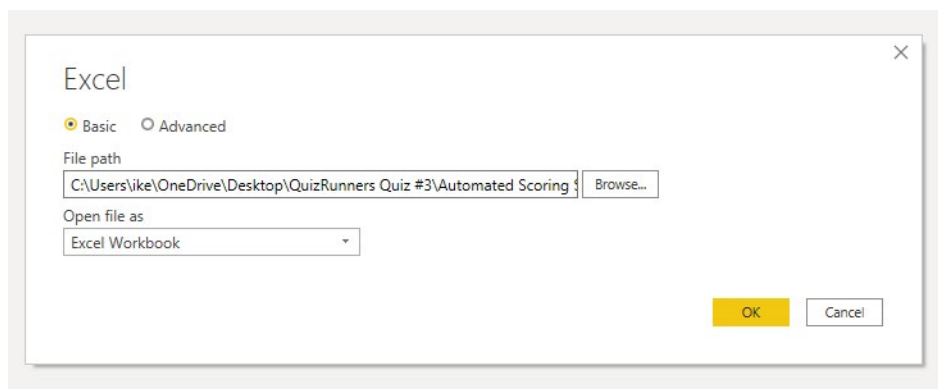 Excel
Basic Advanced
File path
C:\Users\ike\OneDrive\Desktop\QuizRunners Quiz #3\Automated Scoring Browse...
Open file as
Excel Workbook
OK Cancel